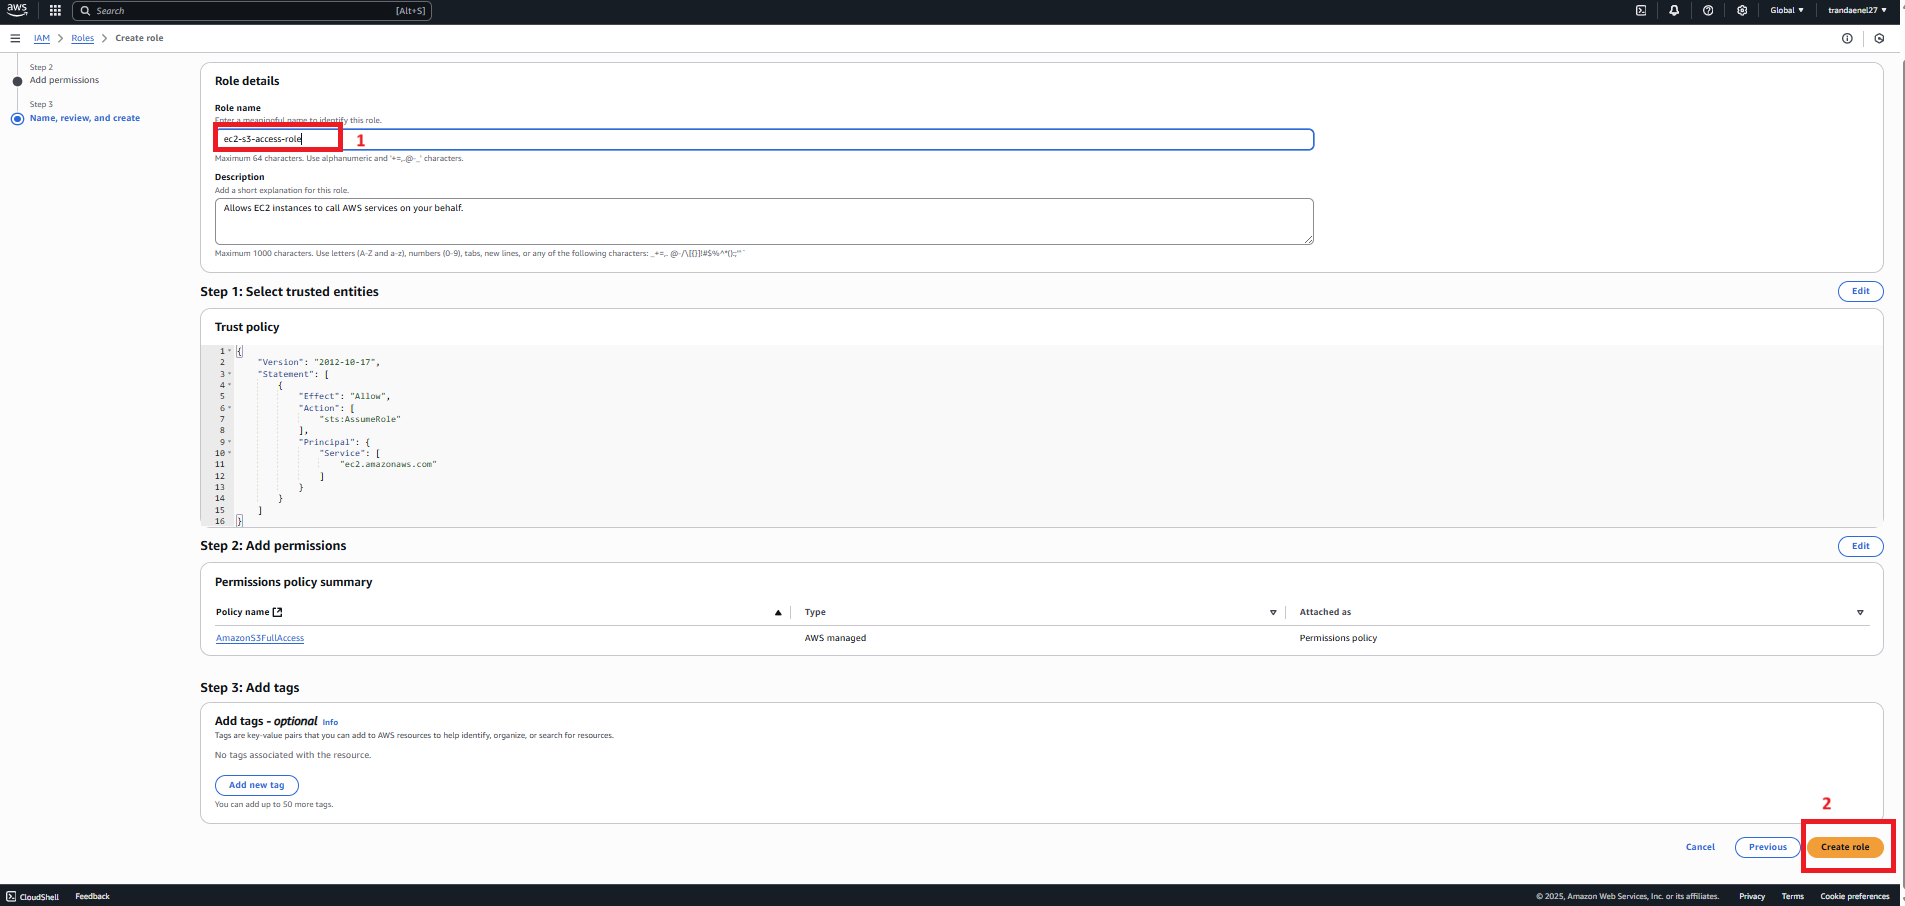 aws
Search [Alt+S]
Global
trandaenel27
IAM > Roles > Create role
Step 2
Add permissions
Step 3
Name, review, and create
Role details
Role name
Enter a meaningful name to identify this role.
ec2-s3-access-role
1
Maximum 64 characters. Use alphanumeric and '+=,.@-_' characters.
Description
Add a short explanation for this role.
Allows EC2 instances to call AWS services on your behalf.
Maximum 1000 characters. Use letters (A-Z and a-z), numbers (0-9), tabs, new lines, or any of the following characters:
Step 1: Select trusted entities
Edit
Trust policy
1 {
2 "Version": "2012-10-17",
3 "Statement": [
4 {
5 "Effect": "Allow",
6 "Action": [
7 "sts:AssumeRole"
8 ],
9 "Principal": {
10 "Service": [
11 "ec2.amazonaws.com"
12 ]
13 }
14 }
15 ]
16 }
Step 2: Add permissions
Edit
Permissions policy summary
Policy name Type Attached as
AmazonS3FullAccess AWS managed Permissions policy
Step 3: Add tags
Add tags - optional Info
Tags are key-value pairs that you can add to AWS resources to help identify, organize, or search for resources.
No tags associated with the resource.
Add new tag
You can add up to 50 more tags.
2
Cancel Previous Create role
CloudShell Feedback © 2025, Amazon Web Services, Inc. or its affiliates. Privacy Terms Cookie preferences